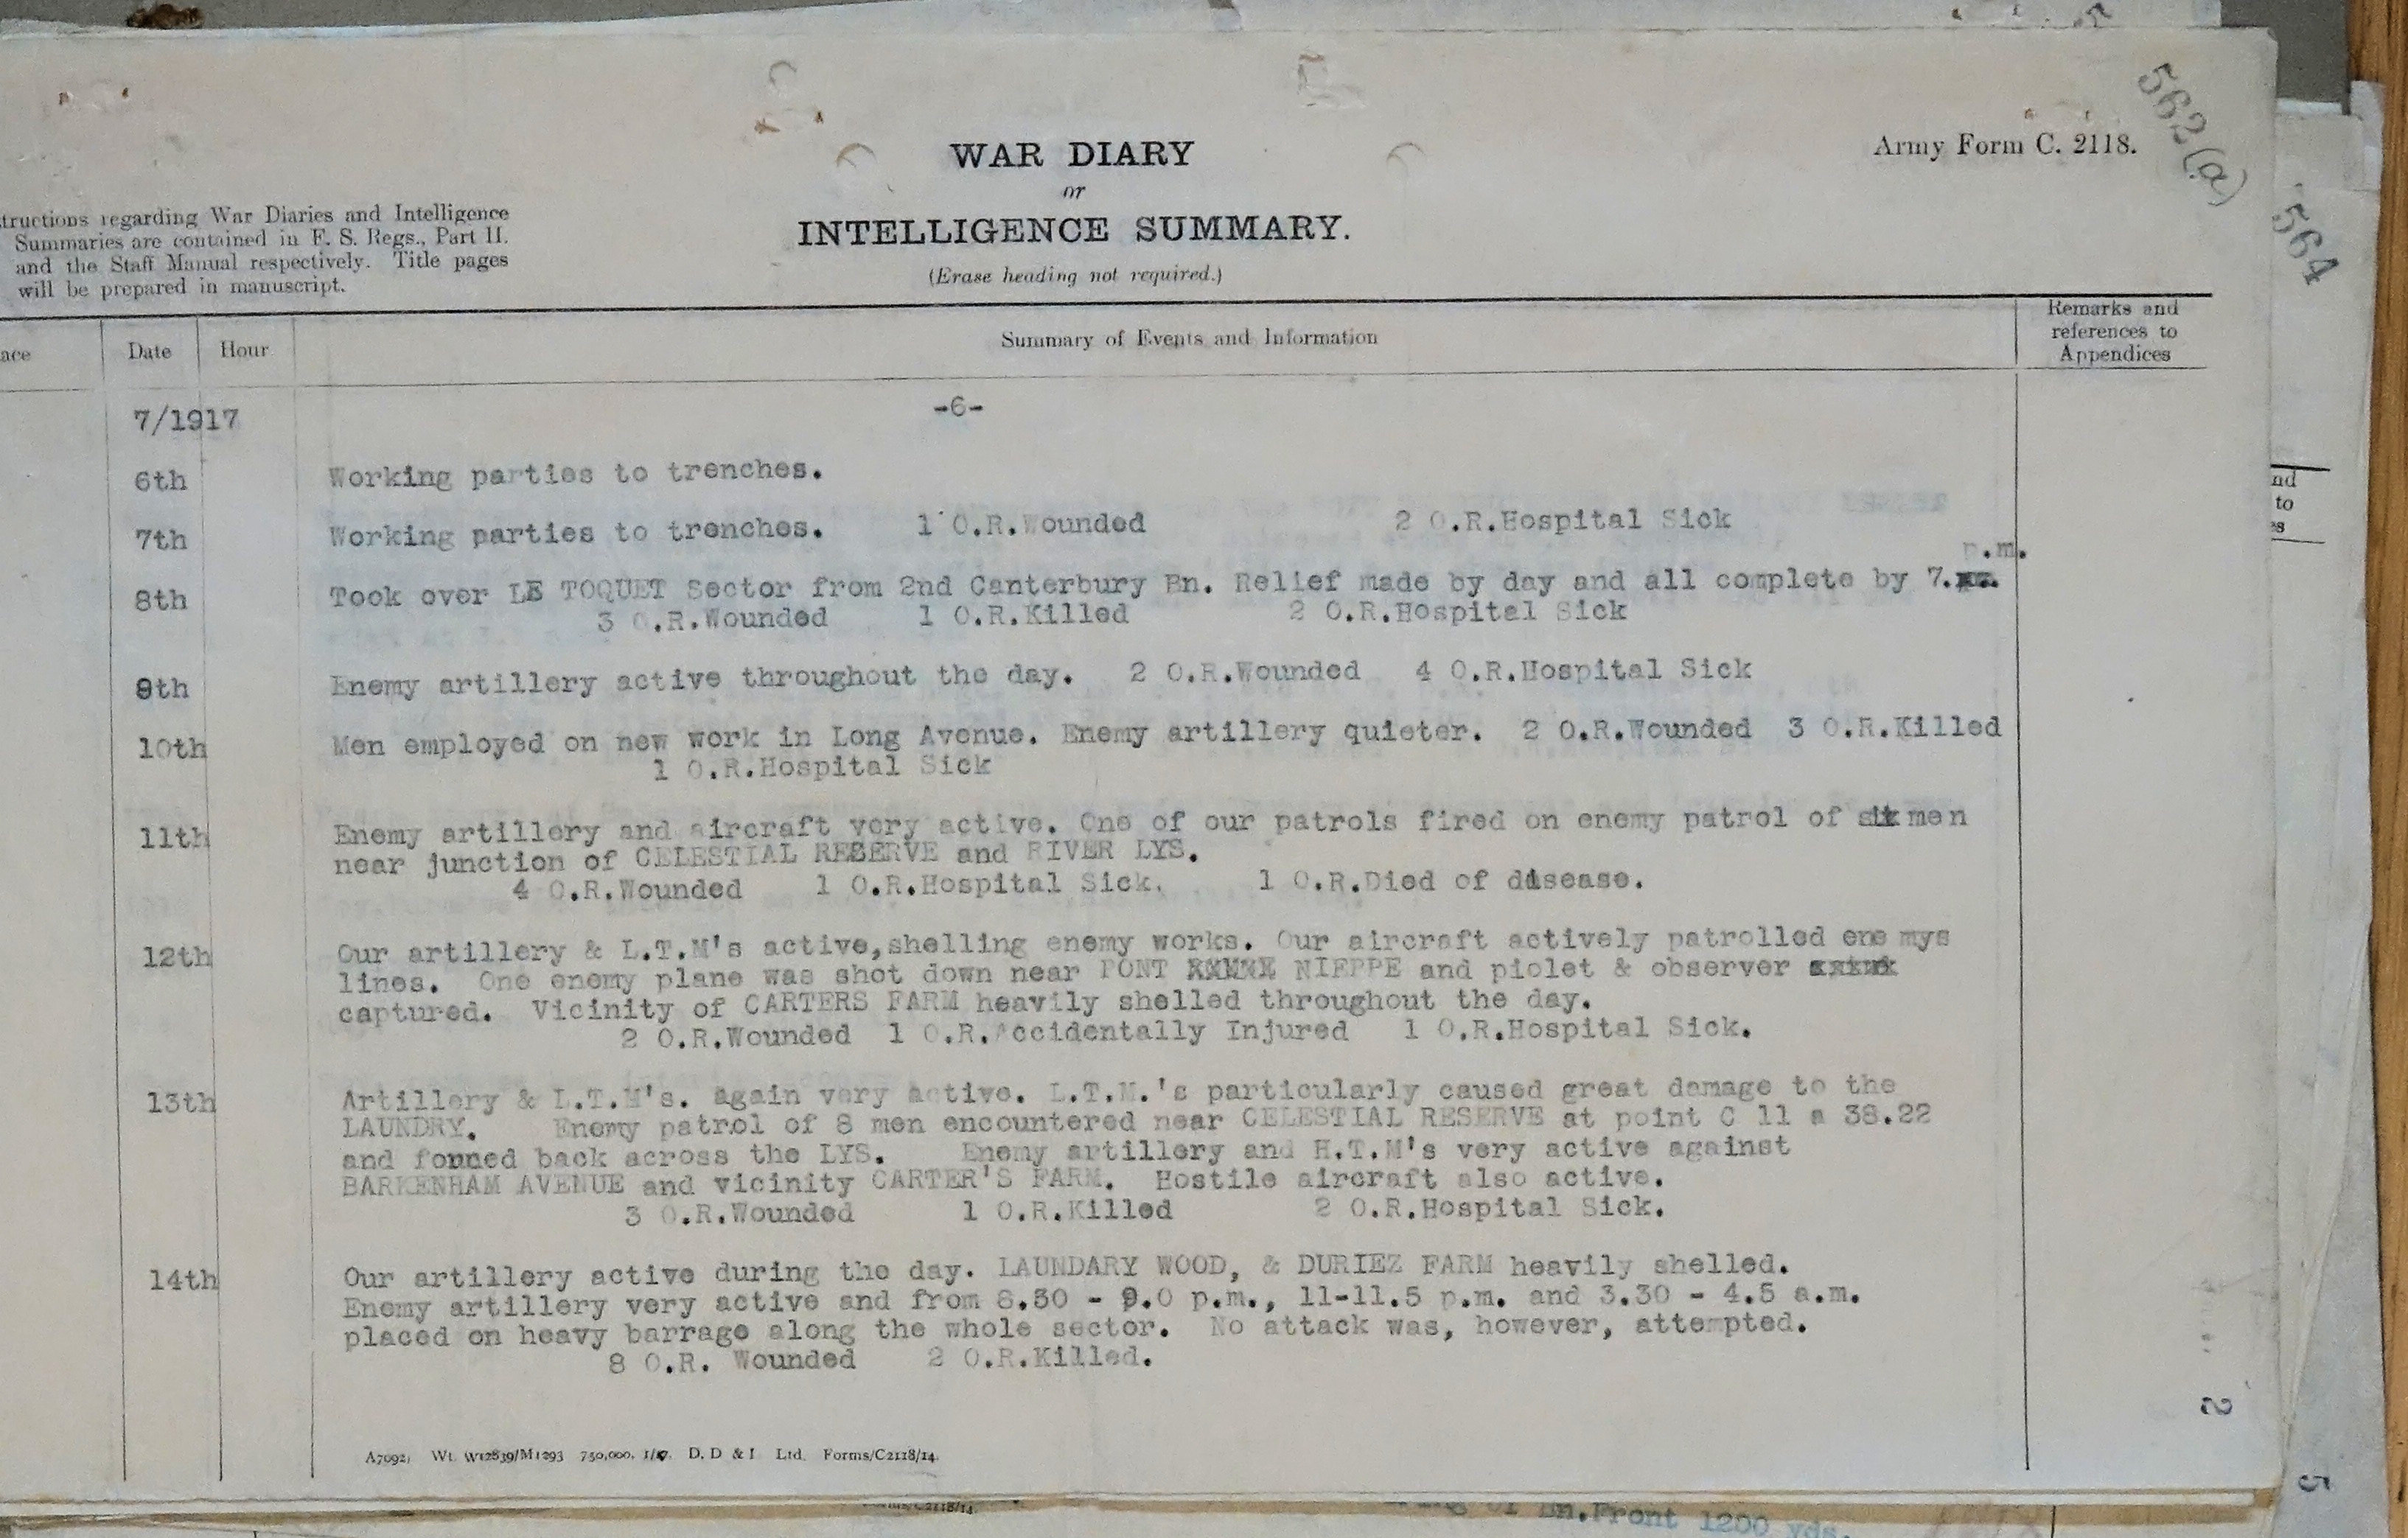 562(a)
564
Army Form C. 2118.
WAR DIARY
or
INTELLIGENCE SUMMARY.
(Erase heading not required.)
tructions regarding War Diaries and Intelligence
Summaries are contained in F. S. Regs., Part II.
and the Staff Manual respectively. Title pages
will be prepared in manuscript.
ace Date Hour Summary of Events and Information Remarks and
references to
Appendices
nd
to
es
7/1917 -6-
6th Working parties to trenches.
7th Working parties to trenches. 1 O.R.Wounded 2 O.R.Hospital Sick
p.m.
8th Took over LE TOQUET Sector from 2nd Canterbury Bn. Relief made by day and all complete by 7.
3 O.R.Wounded 1 O.R.Killed 2 O.R.Hospital Sick
9th Enemy artillery active throughout the day. 2 O.R.Wounded 4 O.R.Hospital Sick
10th Men employed on new work in Long Avenue. Enemy artillery quieter. 2 O.R.Wounded 3 O.R.Killed
1 O.R.Hospital Sick
11th Enemy artillery and aircraft very active. One of our patrols fired on enemy patrol of men
near junction of CELESTIAL RESERVE and RIVER LYS.
4 O.R.Wounded 1 O.R.Hospital Sick. 1 O.R.Died of disease.
12th Our artillery & L.T.M's active,shelling enemy works. Our aircraft actively patrolled ene mys
lines. One enemy plane was shot down near PONT NIEPPE and piolet & observer
captured. Vicinity of CARTERS FARM heavily shelled throughout the day.
2 O.R.Wounded 1 O.R.Accidentally Injured 1 O.R.Hospital Sick.
13th Artillery & L.T.M's. again very active. L.T.M.'s particularly caused great damage to the
LAUNDRY. Enemy patrol of 8 men encountered near CELESTIAL RESERVE at point C 11 a 38.22
and back across the LYS. Enemy artillery and H.T.M's very active against
BARKENHAM AVENUE and vicinity CARTER'S FARM. Hostile aircraft also active.
3 O.R.Wounded 1 O.R.Killed 2 O.R.Hospital Sick.
14th Our artillery active during the day. LAUNDARY WOOD, & DURIEZ FARM heavily shelled.
Enemy artillery very active and from 8.30 - 9.0 p.m., 11-11.5 p.m. and 3.30 - 4.5 a.m.
placed on heavy barrage along the whole sector. No attack was, however, attempted.
8 O.R. Wounded 2 O.R.Killed.
2
5
A7092. Wt. W12839/M1293 750,000. 1/17. D. D & I Ltd. Forms/C2118/14.
Forms/C2118/14.
of Bn.Front 1200 yds.